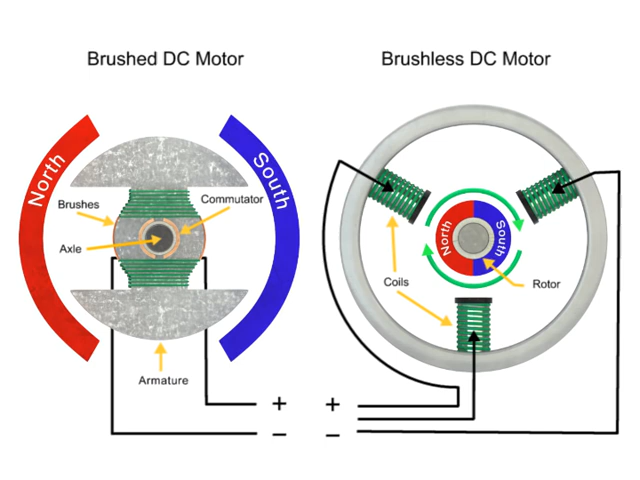 Brushed DC Motor
Brushless DC Motor
North
South
Brushes
Commutator
Axle
Armature
North
South
Coils
Rotor
+
−
+
−